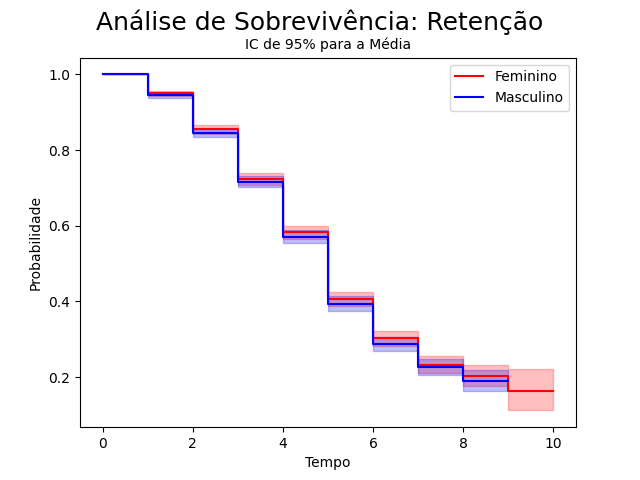 Análise de Sobrevivência: Retenção
IC de 95% para a Média
Feminino
Masculino
Probabilidade
1.0
0.8
0.6
0.4
0.2
0 2 4 6 8 10
Tempo